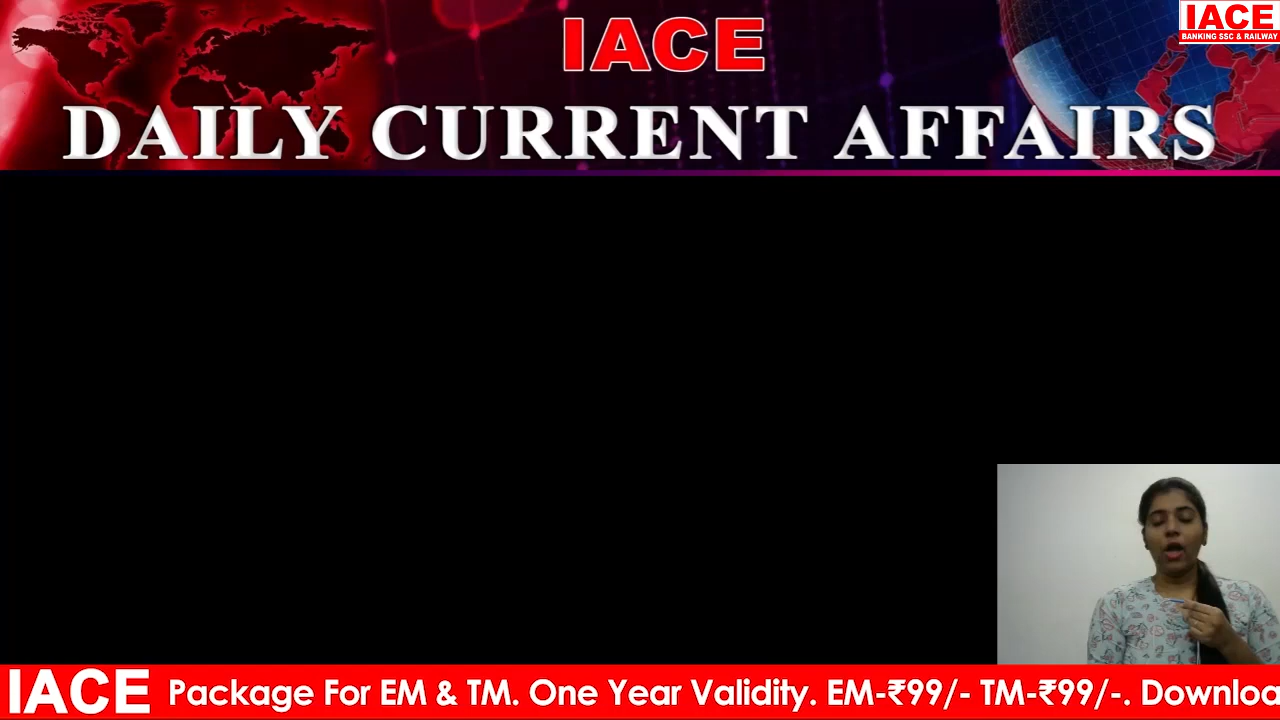 IACE
IACE
BANKING SSC & RAILWAY
DAILY CURRENT AFFAIRS
IACE Package For EM & TM. One Year Validity. EM-₹99/- TM-₹99/-. Downloa